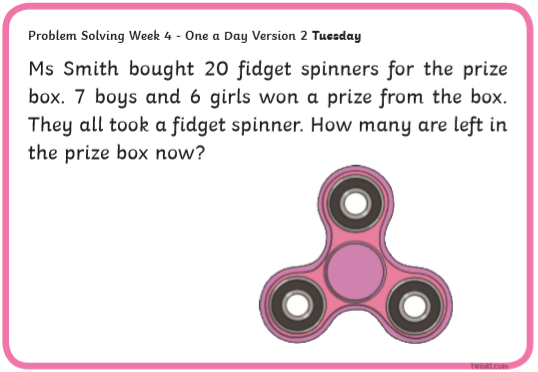 Problem Solving Week 4 - One a Day Version 2 Tuesday
Ms Smith bought 20 fidget spinners for the prize
box. 7 boys and 6 girls won a prize from the box.
They all took a fidget spinner. How many are left in
the prize box now?
twinkl.com